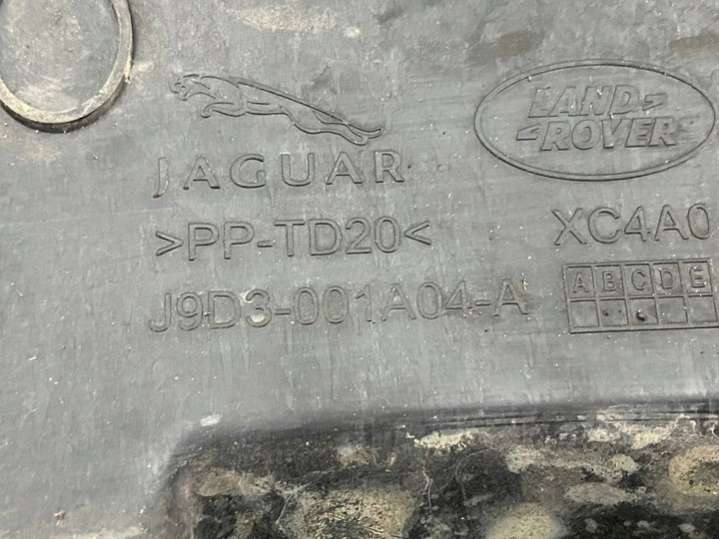 JAGUAR
LAND
ROVER
>PP-TD20<
XC4A0
J9D3-001A04-A
A B C D E